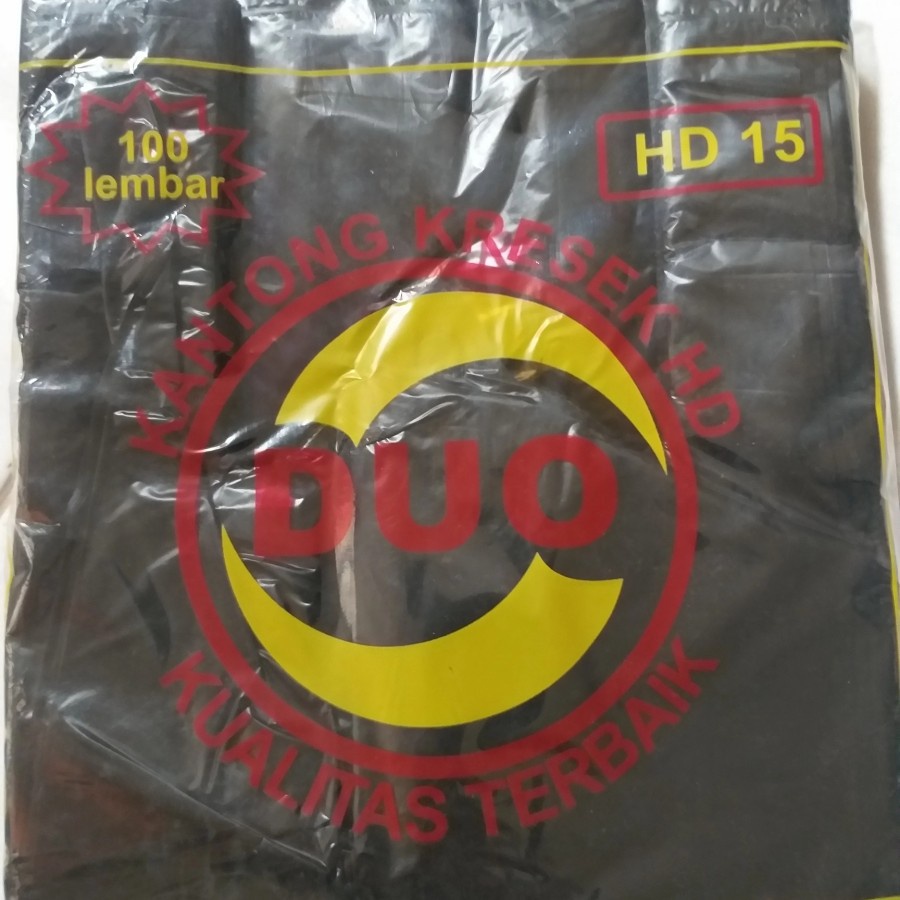 100
lembar
HD 15
KANTONG KRESEK HD
DUO
KUALITAS TERBAIK